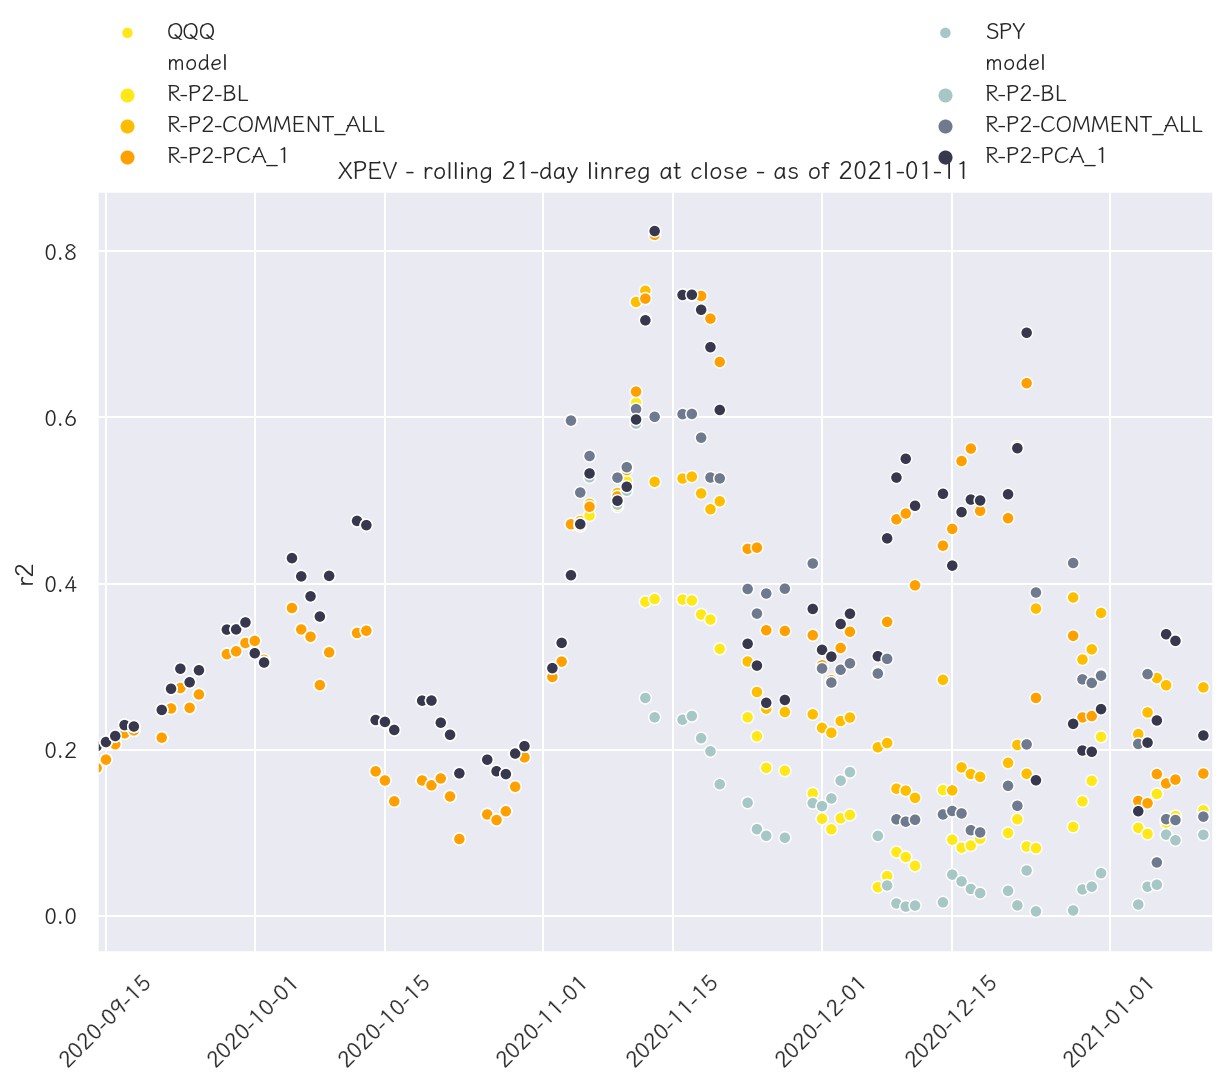 QQQ
model
R-P2-BL
R-P2-COMMENT_ALL
R-P2-PCA_1
SPY
model
R-P2-BL
R-P2-COMMENT_ALL
R-P2-PCA_1
XPEV - rolling 21-day linreg at close - as of 2021-01-11
r2
0.8
0.6
0.4
0.2
0.0
2020-09-15
2020-10-01
2020-10-15
2020-11-01
2020-11-15
2020-12-01
2020-12-15
2021-01-01